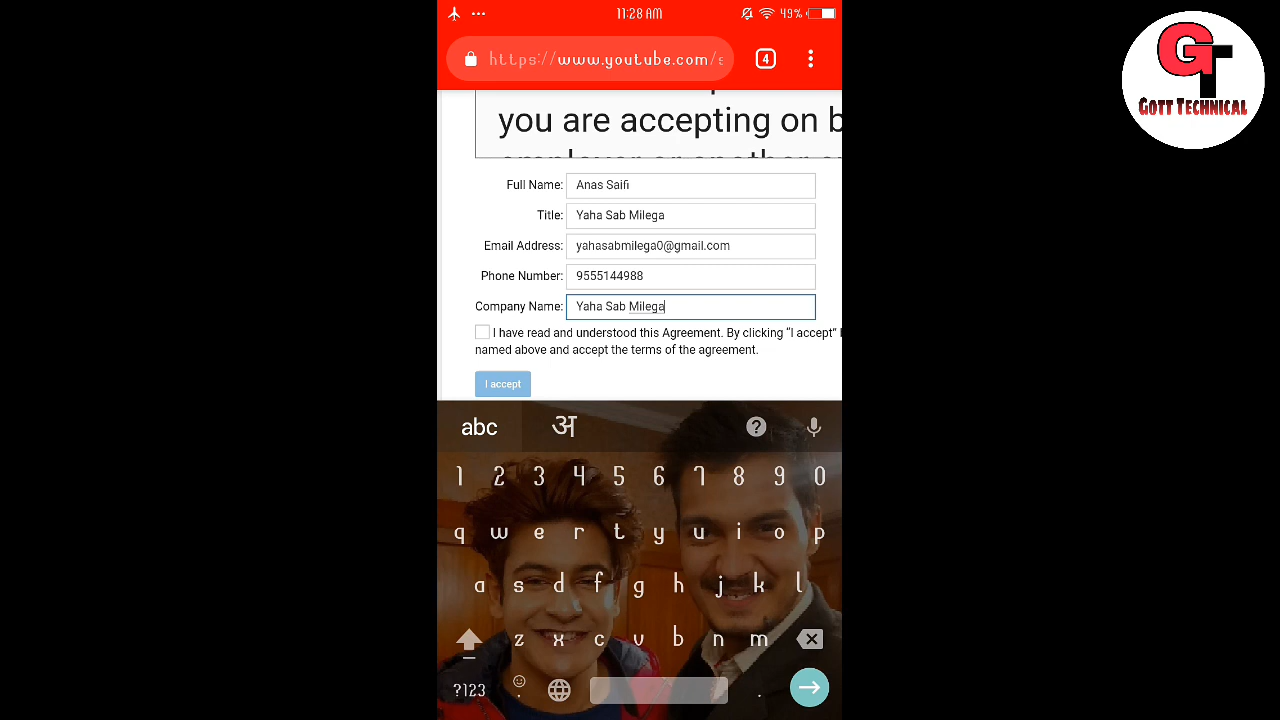 11:28 AM
49%
https://www.youtube.com/s
4
GT
GOTT TECHNICAL
you are accepting on b
Full Name: Anas Saifi
Title: Yaha Sab Milega
Email Address: yahasabmilega0@gmail.com
Phone Number: 9555144988
Company Name: Yaha Sab Milega
I have read and understood this Agreement. By clicking “I accept”
named above and accept the terms of the agreement.
I accept
abc अ ?
1 2 3 4 5 6 7 8 9 0
q w e r t y u i o p
a s d f g h j k l
z x c v b n m
?123 , .